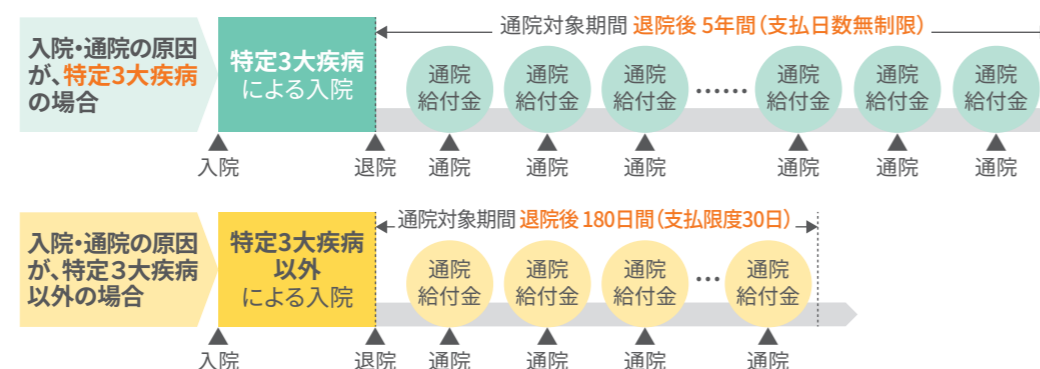 通院対象期間 退院後 5年間(支払日数無制限)
入院・通院の原因
が、特定3大疾病
の場合
特定3大疾病
による入院
通院
給付金
通院
給付金
通院
給付金
……
通院
給付金
通院
給付金
通院
給付金
入院
退院
通院
通院
通院
通院
通院
通院
通院対象期間 退院後 180日間(支払限度30日)
入院・通院の原因
が、特定3大疾病
以外の場合
特定3大疾病
以外
による入院
通院
給付金
通院
給付金
通院
給付金
…
通院
給付金
入院
退院
通院
通院
通院
通院